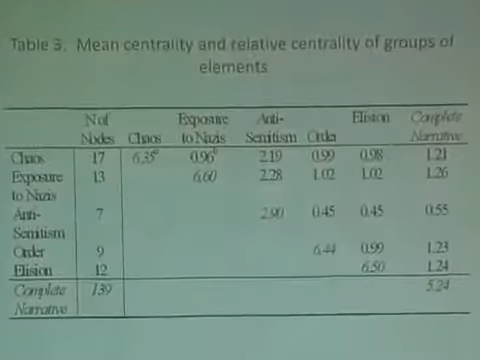 Table 3. Mean centrality and relative centrality of groups of
elements
N of Nodes Chaos Exposure to Nazis Anti-Semitism Order Elision Complete Narrative
Chaos 17 6.35ᵃ 0.96ᵇ 2.19 0.99 0.98 1.21
Exposure to Nazis 13 6.60 2.28 1.02 1.02 1.26
Anti-Semitism 7 2.90 0.45 0.45 0.55
Order 9 6.44 0.99 1.23
Elision 12 6.50 1.24
Complete Narrative 139 5.24